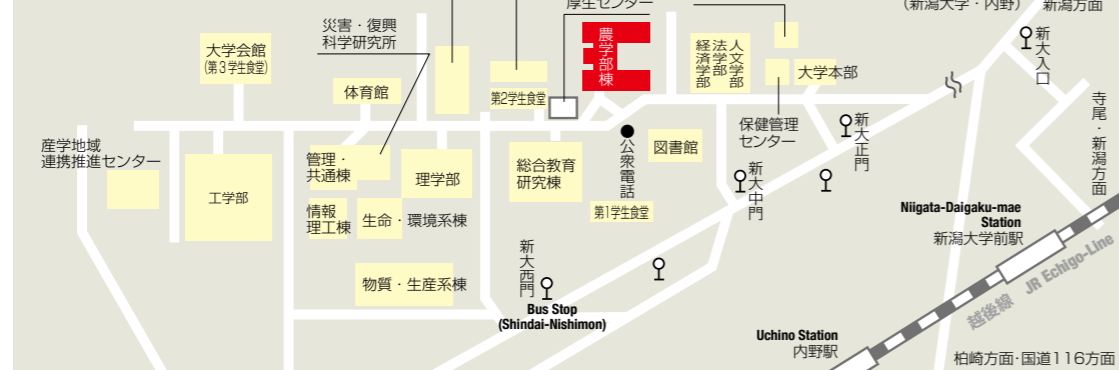 厚生センター
(新潟大学・内野)
新潟方面
災害・復興
科学研究所
大学会館
(第3学生食堂)
体育館
第2学生食堂
農学部棟
人文学部
法学部
経済学部
大学本部
新大入口
寺尾・新潟方面
産学地域
連携推進センター
管理・
共通棟
理学部
総合教育
研究棟
公衆電話
図書館
保健管理
センター
新大正門
新大中門
工学部
情報
理工棟
生命・環境系棟
第1学生食堂
Niigata-Daigaku-mae
Station
新潟大学前駅
新大西門
物質・生産系棟
Bus Stop
(Shindai-Nishimon)
越後線 JR Echigo-Line
Uchino Station
内野駅
柏崎方面・国道116方面